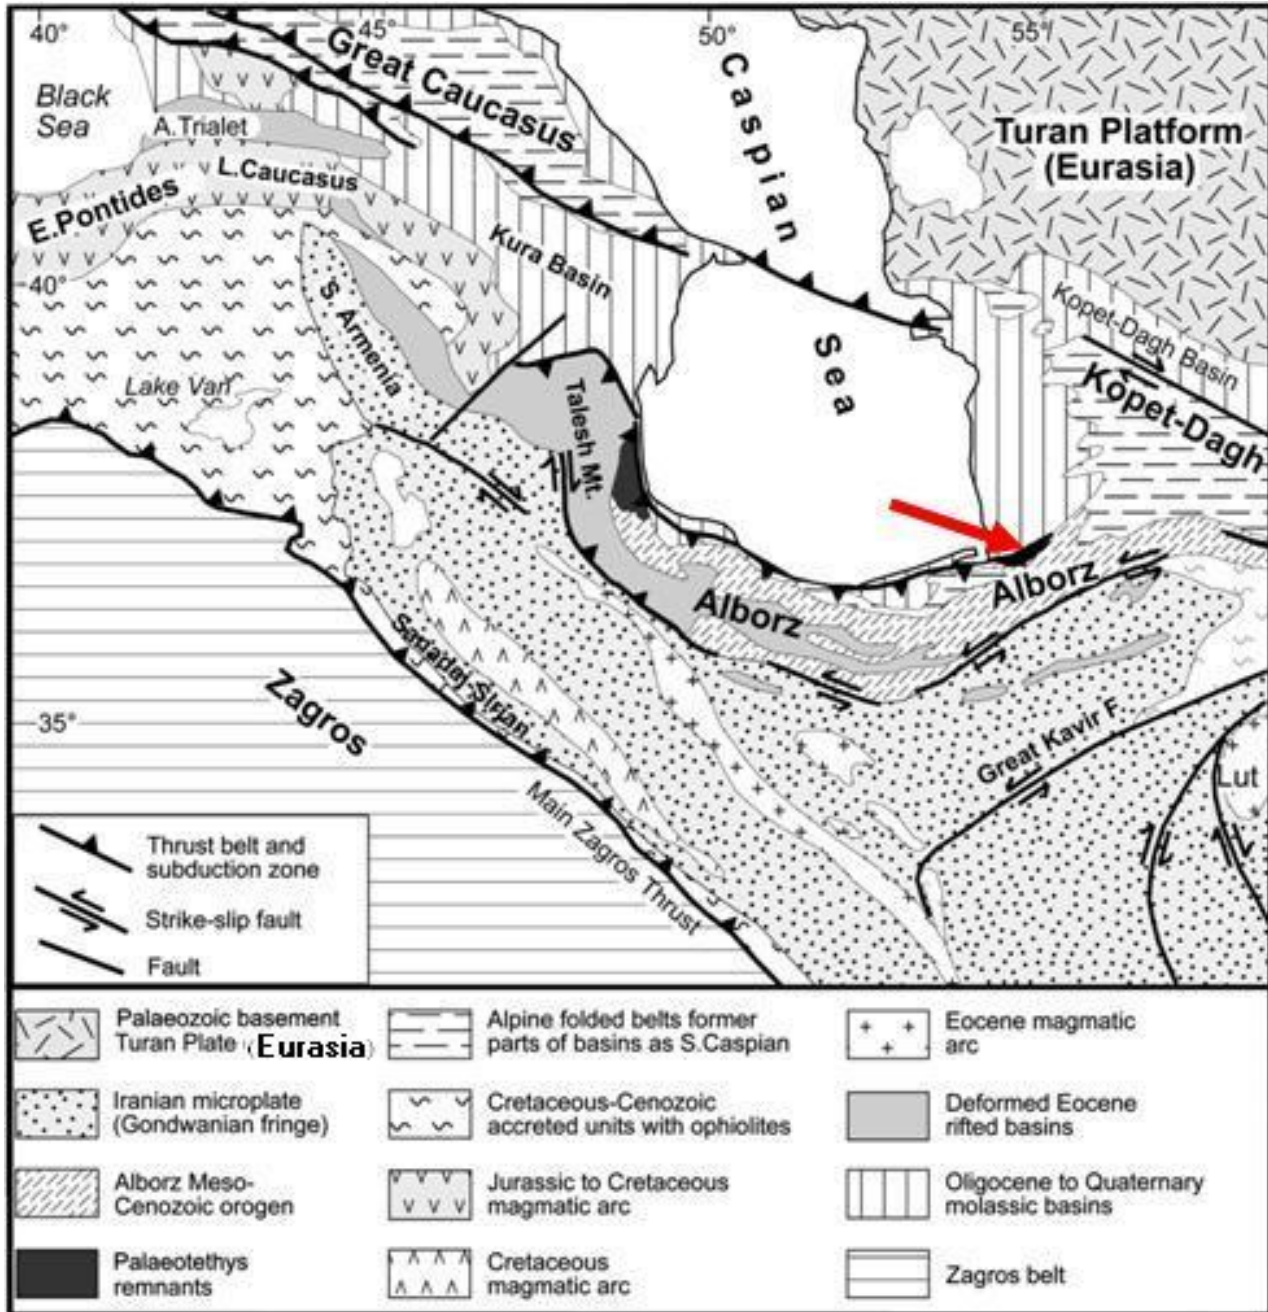 40°
45°
50°
55°
Great Caucasus
Caspian
Sea
Black
Sea
A.Trialet
L.Caucasus
E.Pontides
Turan Platform
(Eurasia)
40°
Kura Basin
S. Armenia
Kopet-Dagh Basin
Kopet-Dagh
Lake Van
Talesh Mt.
Alborz
Alborz
Sanadaj Sirjan
Zagros
35°
Great Kavir F.
Lut
Main Zagros Thrust
Thrust belt and
subduction zone
Strike-slip fault
Fault
Palaeozoic basement
Turan Plate (Eurasia)
Iranian microplate
(Gondwanian fringe)
Alborz Meso-
Cenozoic orogen
Palaeotethys
remnants
Alpine folded belts former
parts of basins as S.Caspian
Cretaceous-Cenozoic
accreted units with ophiolites
Jurassic to Cretaceous
magmatic arc
Cretaceous
magmatic arc
Eocene magmatic
arc
Deformed Eocene
rifted basins
Oligocene to Quaternary
molassic basins
Zagros belt